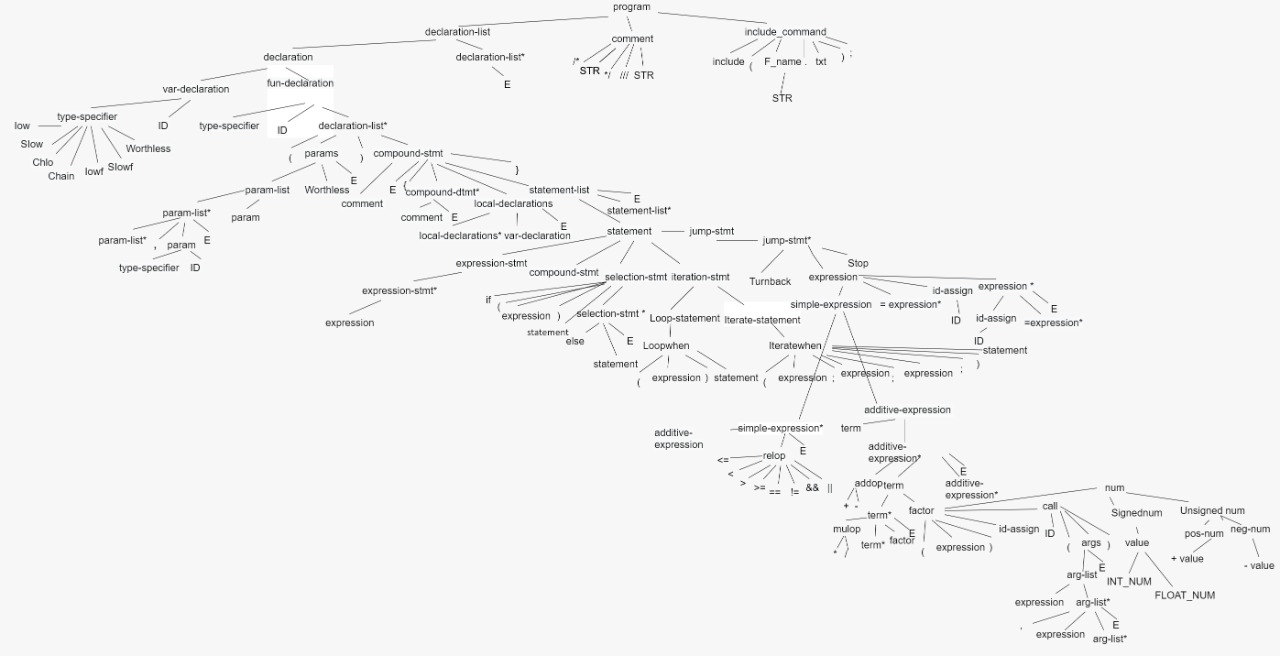 program
declaration-list comment include_command
declaration declaration-list* /* STR */ /// STR include ( F_name . txt ) ;
var-declaration fun-declaration E STR
type-specifier ID type-specifier ID declaration-list*
low Slow Chlo Chain lowf Slowf Worthless
( params ) compound-stmt
param-list Worthless E comment E { compound-dtmt* local-declarations statement-list }
param-list* param comment E local-declarations* var-declaration E statement statement-list* E
param-list* , param E
type-specifier ID
jump-stmt jump-stmt*
expression-stmt compound-stmt selection-stmt iteration-stmt Turnback expression Stop
expression-stmt* if ( expression ) statement selection-stmt * Loop-statement Iterate-statement simple-expression = expression* id-assign expression *
expression else statement E Loopwhen Iteratewhen ID id-assign =expression* E
ID
( expression ) statement ( expression ; expression ; expression ; ) statement
additive-expression
additive-
expression
simple-expression* term
relop E additive-
expression*
<= < > >= == != && || addop term additive-
expression*
E
+ - term* factor call num
mulop term* factor E ( expression ) id-assign ID Signednum Unsigned num
* / ( args ) value pos-num neg-num
arg-list E INT_NUM FLOAT_NUM + value - value
expression arg-list*
, expression arg-list* E